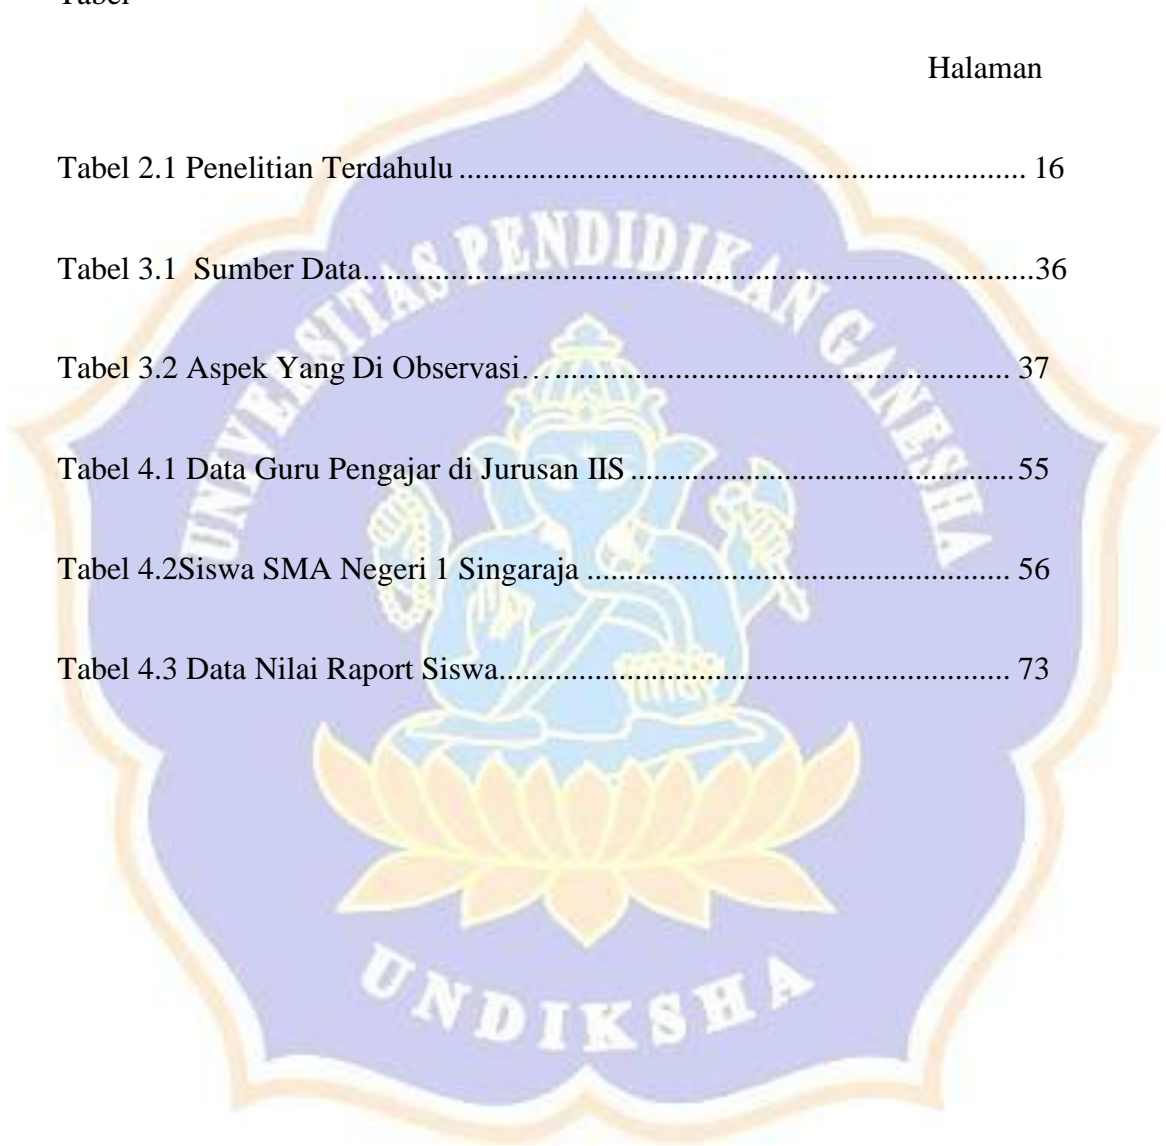 Tabel
Halaman
Tabel 2.1 Penelitian Terdahulu ....................................................................... 16
Tabel 3.1  Sumber Data....................................................................................36
Tabel 3.2 Aspek Yang Di Observasi…......................................................... 37
Tabel 4.1 Data Guru Pengajar di Jurusan IIS ................................................ 55
Tabel 4.2Siswa SMA Negeri 1 Singaraja ..................................................... 56
Tabel 4.3 Data Nilai Raport Siswa................................................................ 73
UNIVERSITAS PENDIDIKAN GANESHA
UNDIKSHA